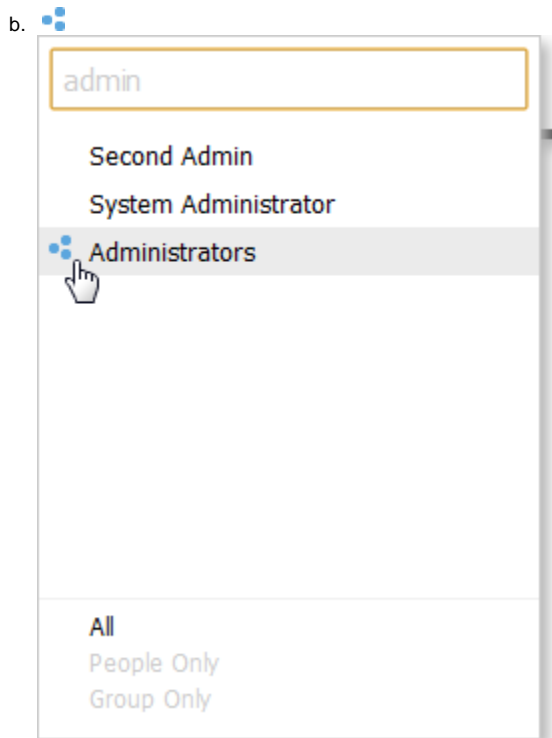 b.
admin
Second Admin
System Administrator
Administrators
All
People Only
Group Only